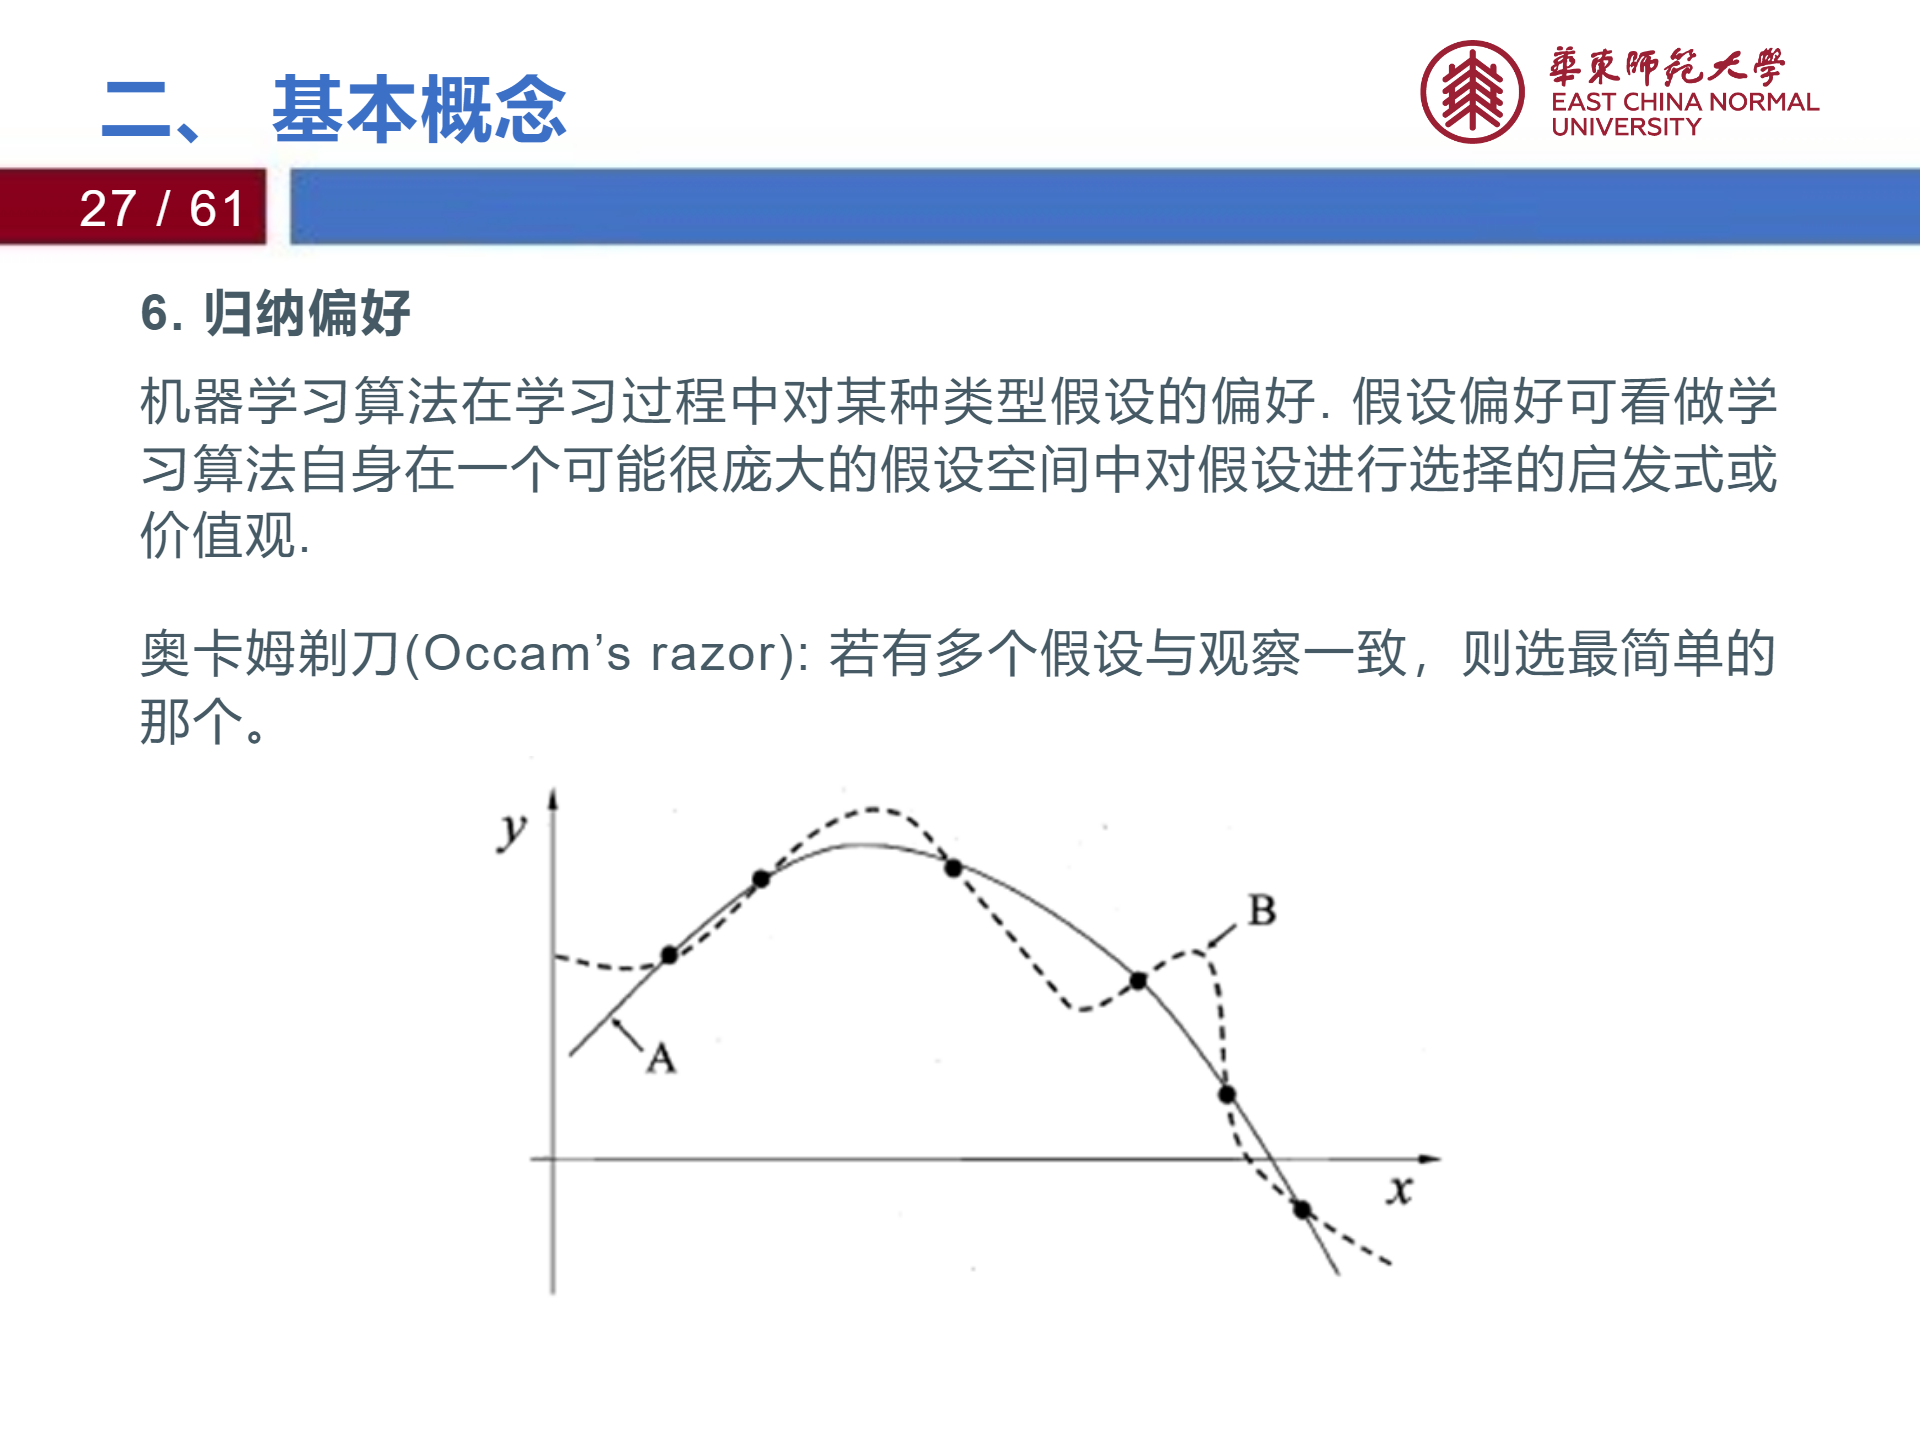 二、 基本概念
華東師範大學
EAST CHINA NORMAL
UNIVERSITY
27 / 61
6. 归纳偏好
机器学习算法在学习过程中对某种类型假设的偏好. 假设偏好可看做学
习算法自身在一个可能很庞大的假设空间中对假设进行选择的启发式或
价值观.
奥卡姆剃刀(Occam’s razor): 若有多个假设与观察一致，则选最简单的
那个。
y
B
A
x